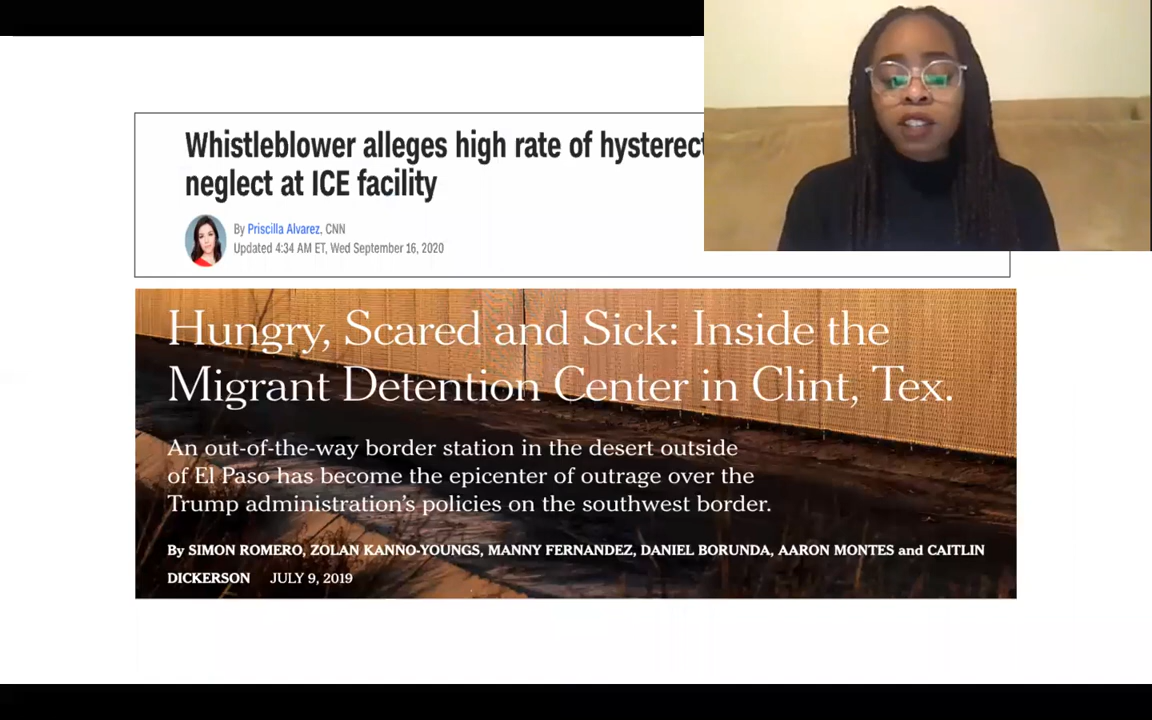 Whistleblower alleges high rate of hysterect
neglect at ICE facility
By Priscilla Alvarez, CNN
Updated 4:34 AM ET, Wed September 16, 2020
Hungry, Scared and Sick: Inside the
Migrant Detention Center in Clint, Tex.
An out-of-the-way border station in the desert outside
of El Paso has become the epicenter of outrage over the
Trump administration's policies on the southwest border.
By SIMON ROMERO, ZOLAN KANNO-YOUNGS, MANNY FERNANDEZ, DANIEL BORUNDA, AARON MONTES and CAITLIN
DICKERSON JULY 9, 2019